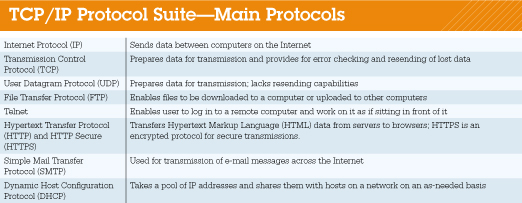 TCP/IP Protocol Suite—Main Protocols
Internet Protocol (IP) Sends data between computers on the Internet
Transmission Control Prepares data for transmission and provides for error checking and resending of lost data
Protocol (TCP)
User Datagram Protocol (UDP) Prepares data for transmission; lacks resending capabilities
File Transfer Protocol (FTP) Enables files to be downloaded to a computer or uploaded to other computers
Telnet Enables user to log in to a remote computer and work on it as if sitting in front of it
Hypertext Transfer Protocol Transfers Hypertext Markup Language (HTML) data from servers to browsers; HTTPS is an
(HTTP) and HTTP Secure encrypted protocol for secure transmissions.
(HTTPS)
Simple Mail Transfer Used for transmission of e-mail messages across the Internet
Protocol (SMTP)
Dynamic Host Configuration Takes a pool of IP addresses and shares them with hosts on a network on an as-needed basis
Protocol (DHCP)